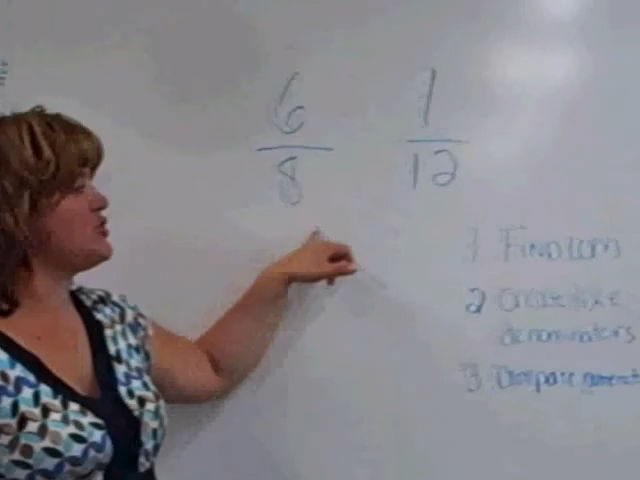 6 1
8 12
1 Find lcm
2 Create like
denominators
3 Compare